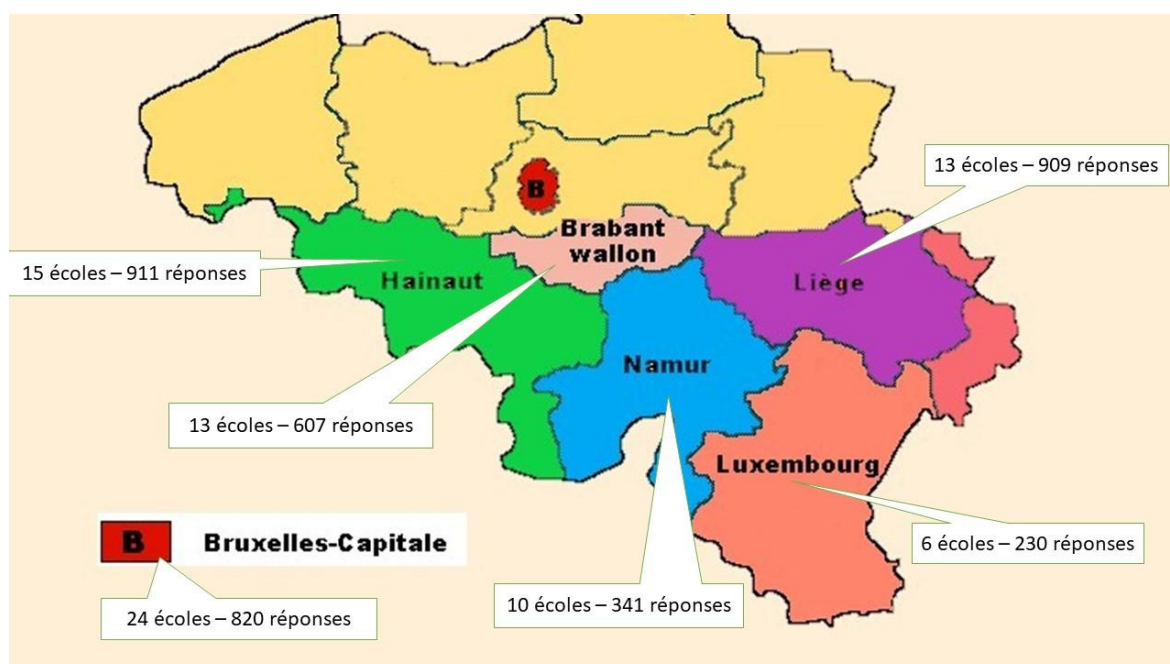 13 écoles – 909 réponses
B
Brabant
wallon
15 écoles – 911 réponses
Hainaut
Liège
Namur
13 écoles – 607 réponses
Luxembourg
B Bruxelles-Capitale
6 écoles – 230 réponses
10 écoles – 341 réponses
24 écoles – 820 réponses